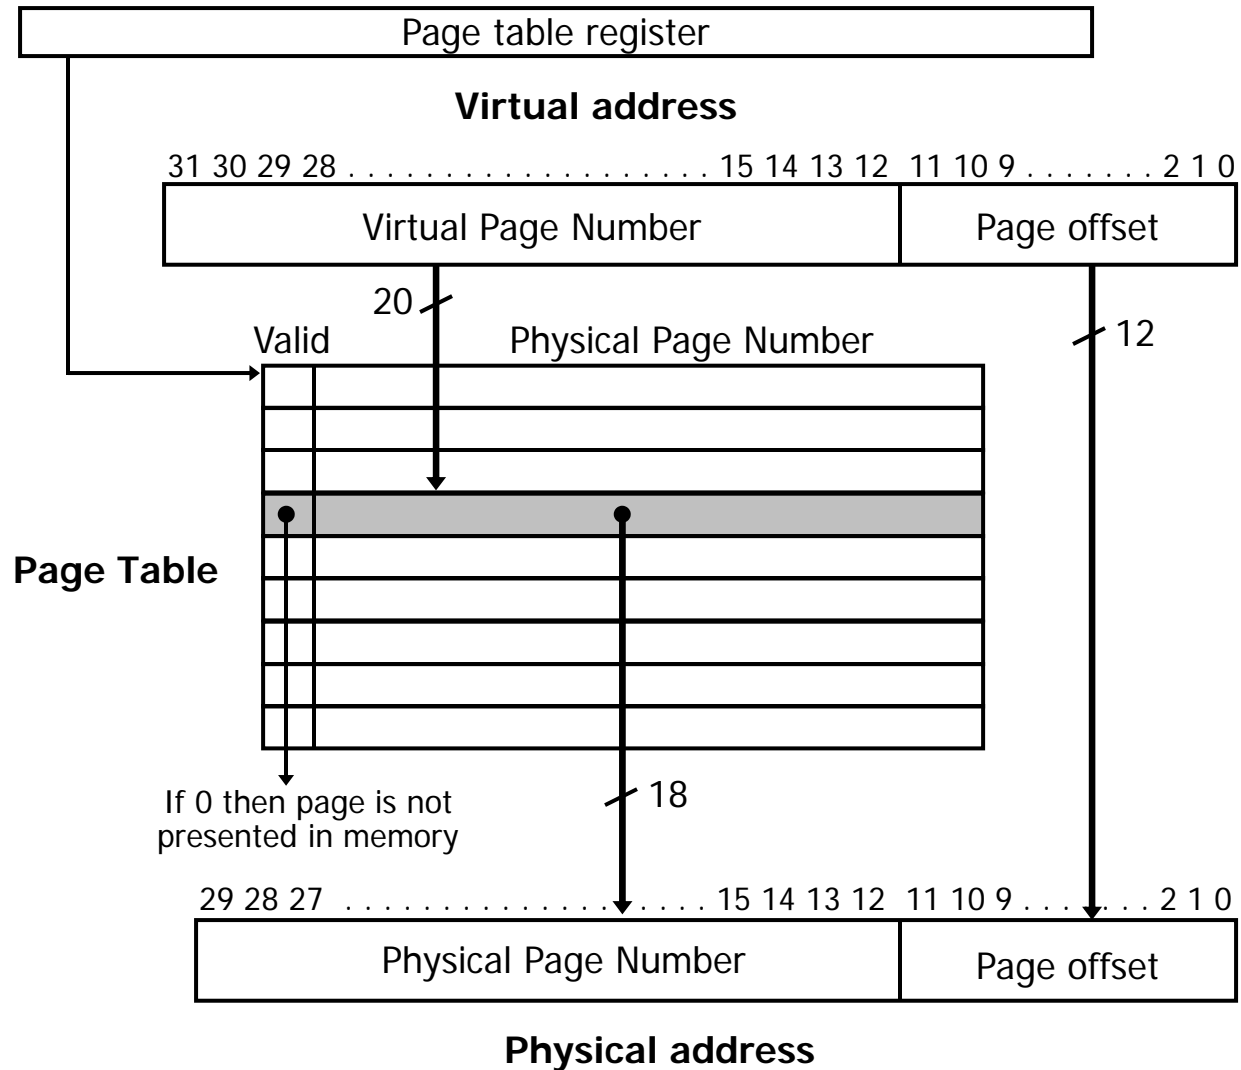 Page table register
Virtual address
31 30 29 28 . . . . . . . . . . . . . . . . . . . 15 14 13 12 11 10 9 . . . . . . . 2 1 0
Virtual Page Number Page offset
20
12
Valid Physical Page Number
Page Table
18
If 0 then page is not
presented in memory
29 28 27 . . . . . . . . . . . . . . . . . . . 15 14 13 12 11 10 9 . . . . . . . 2 1 0
Physical Page Number Page offset
Physical address